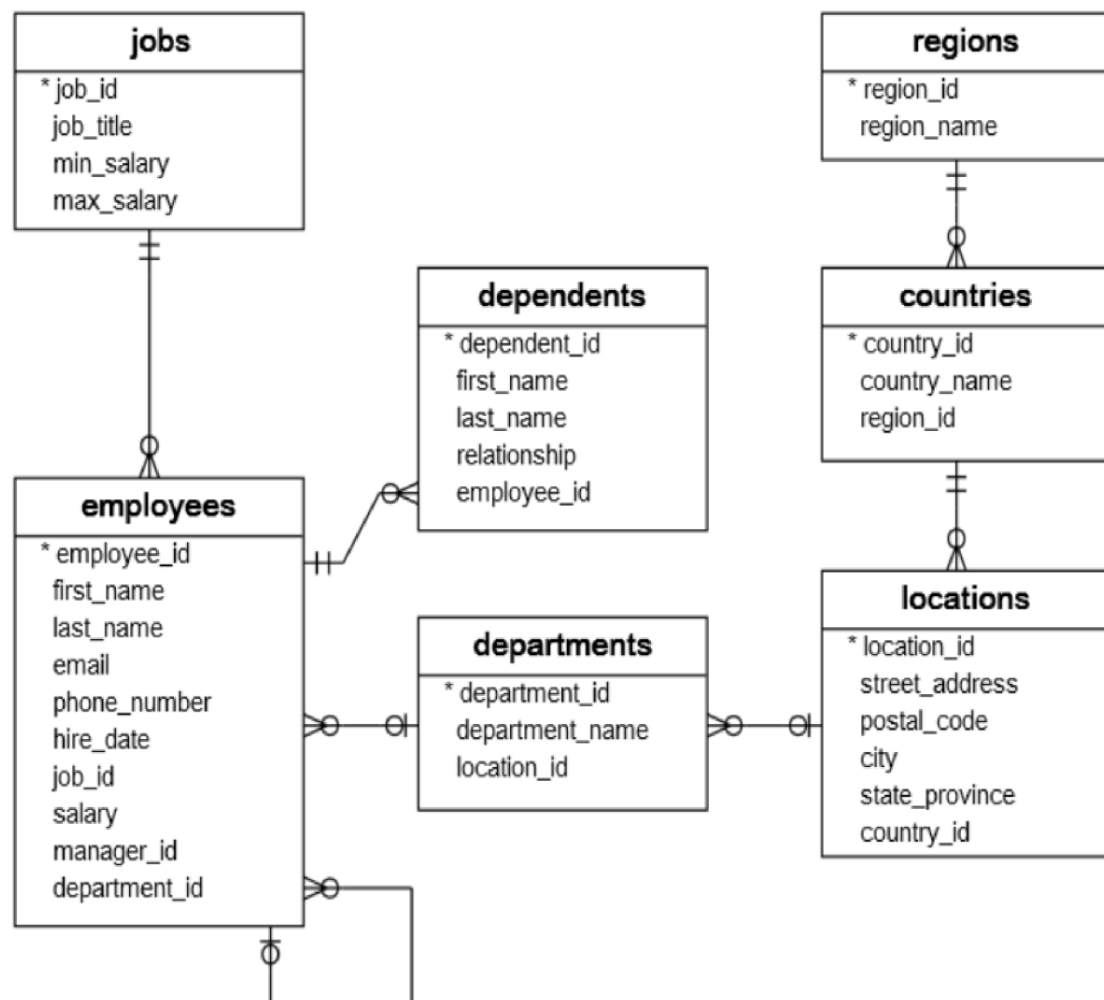 jobs
* job_id
job_title
min_salary
max_salary
regions
* region_id
region_name
dependents
* dependent_id
first_name
last_name
relationship
employee_id
countries
* country_id
country_name
region_id
employees
* employee_id
first_name
last_name
email
phone_number
hire_date
job_id
salary
manager_id
department_id
departments
* department_id
department_name
location_id
locations
* location_id
street_address
postal_code
city
state_province
country_id